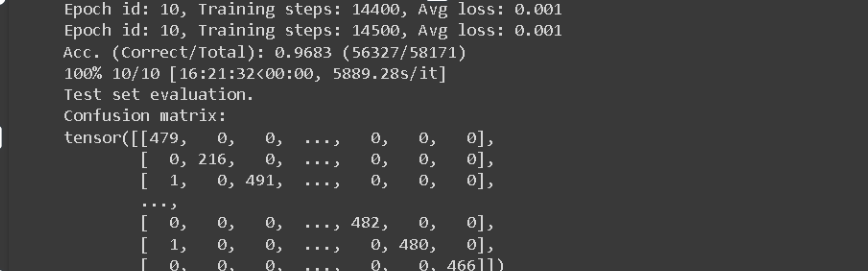 Epoch id: 10, Training steps: 14400, Avg loss: 0.001
Epoch id: 10, Training steps: 14500, Avg loss: 0.001
Acc. (Correct/Total): 0.9683 (56327/58171)
100% 10/10 [16:21:32<00:00, 5889.28s/it]
Test set evaluation.
Confusion matrix:
tensor([[479,   0,   0,  ...,   0,   0,   0],
        [  0, 216,   0,  ...,   0,   0,   0],
        [  1,   0, 491,  ...,   0,   0,   0],
        ...,
        [  0,   0,   0,  ..., 482,   0,   0],
        [  1,   0,   0,  ...,   0, 480,   0],
        [  0,   0,   0,  ...,   0,   0, 466]])